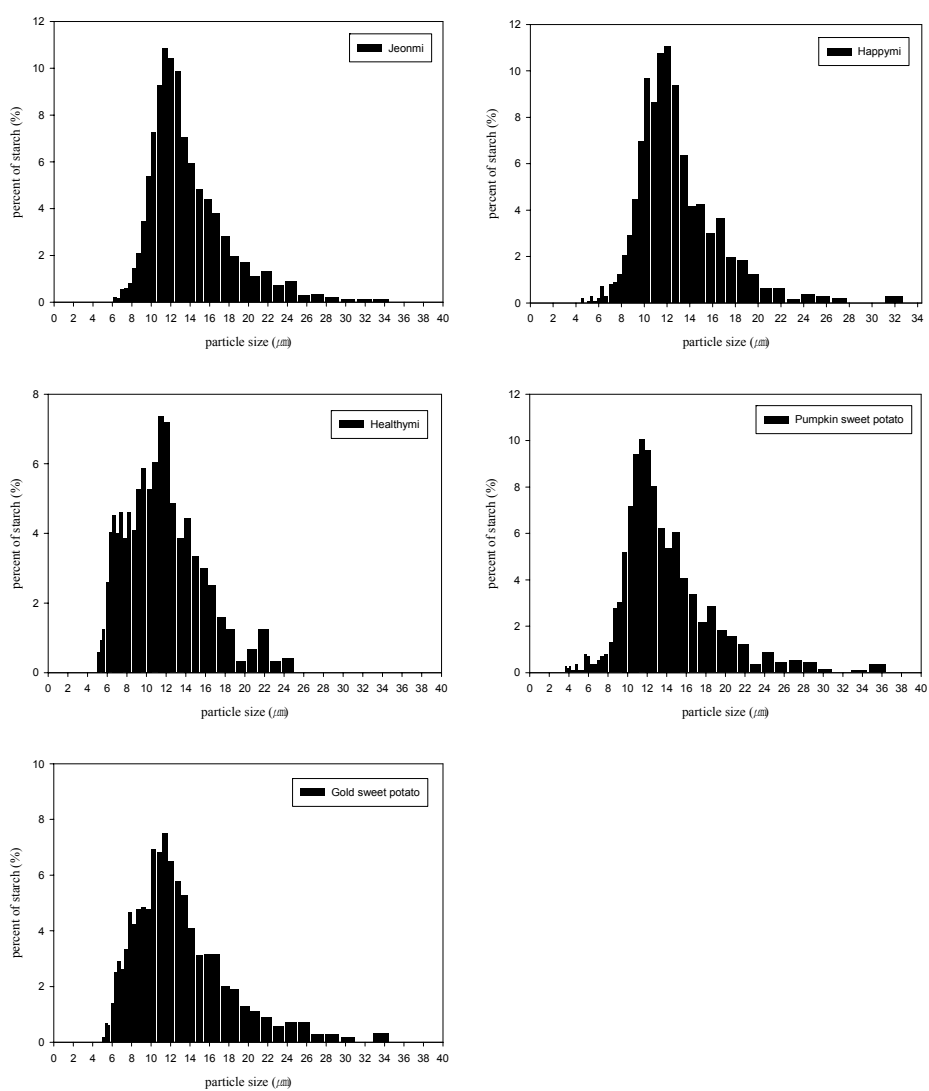 12
10
8
6
4
2
0
percent of starch (%)
Jeonmi
0 2 4 6 8 10 12 14 16 18 20 22 24 26 28 30 32 34 36 38 40
particle size (㎛)
12
10
8
6
4
2
0
percent of starch (%)
Happymi
0 2 4 6 8 10 12 14 16 18 20 22 24 26 28 30 32 34
particle size (㎛)
8
6
4
2
0
percent of starch (%)
Healthymi
0 2 4 6 8 10 12 14 16 18 20 22 24 26 28 30 32 34 36 38 40
particle size (㎛)
12
10
8
6
4
2
0
percent of starch (%)
Pumpkin sweet potato
0 2 4 6 8 10 12 14 16 18 20 22 24 26 28 30 32 34 36 38 40
particle size (㎛)
10
8
6
4
2
0
percent of starch (%)
Gold sweet potato
0 2 4 6 8 10 12 14 16 18 20 22 24 26 28 30 32 34 36 38 40
particle size (㎛)